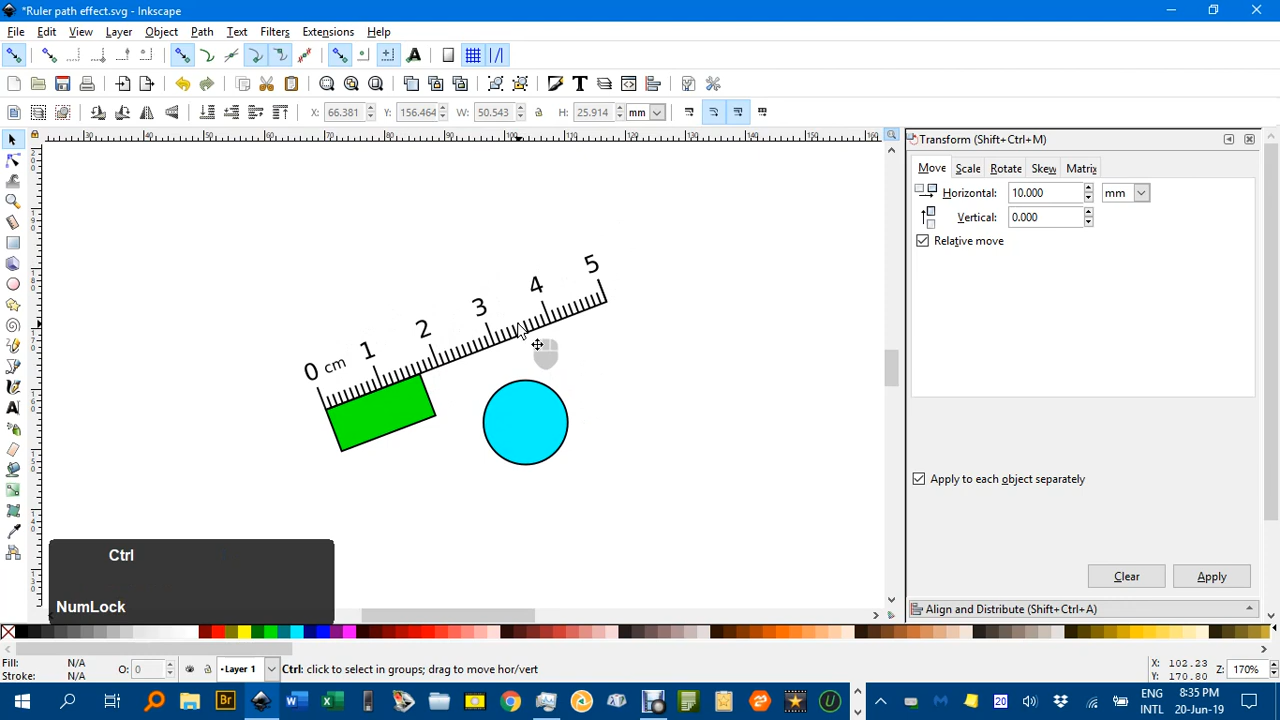 *Ruler path effect.svg - Inkscape
File Edit View Layer Object Path Text Filters Extensions Help
X: 66.381 Y: 156.464 W: 50.543 H: 25.914 mm
Transform (Shift+Ctrl+M)
Move Scale Rotate Skew Matrix
Horizontal: 10.000 mm
Vertical: 0.000
Relative move
0 cm 1 2 3 4 5
Apply to each object separately
Ctrl
NumLock
Clear Apply
Align and Distribute (Shift+Ctrl+A)
Fill: N/A
Stroke: N/A
O: 0
Layer 1
Ctrl: click to select in groups; drag to move hor/vert
X: 102.23
Y: 170.80
Z: 170%
Br
20
ENG
INTL
8:35 PM
20-Jun-19